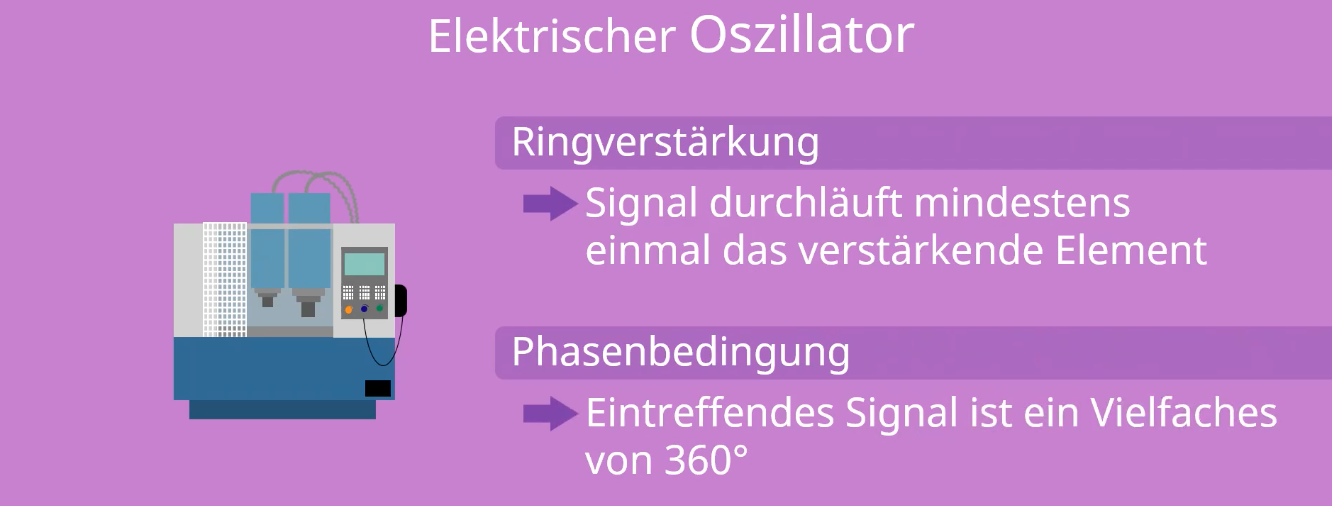 Elektrischer Oszillator
Ringverstärkung
Signal durchläuft mindestens
einmal das verstärkende Element
Phasenbedingung
Eintreffendes Signal ist ein Vielfaches
von 360°